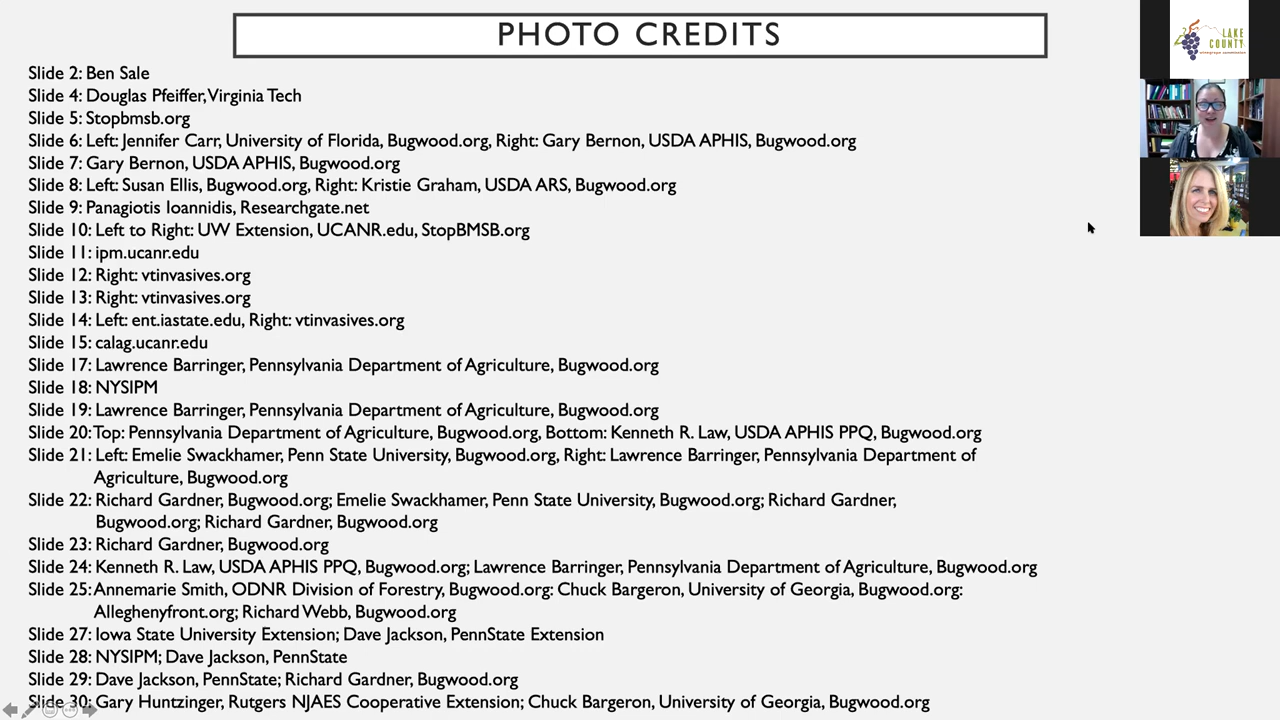 PHOTO CREDITS
LAKE
COUNTY
Slide 2: Ben Sale
Slide 4: Douglas Pfeiffer, Virginia Tech
Slide 5: Stopbmsb.org
Slide 6: Left: Jennifer Carr, University of Florida, Bugwood.org, Right: Gary Bernon, USDA APHIS, Bugwood.org
Slide 7: Gary Bernon, USDA APHIS, Bugwood.org
Slide 8: Left: Susan Ellis, Bugwood.org, Right: Kristie Graham, USDA ARS, Bugwood.org
Slide 9: Panagiotis Ioannidis, Researchgate.net
Slide 10: Left to Right: UW Extension, UCANR.edu, StopBMSB.org
Slide 11: ipm.ucanr.edu
Slide 12: Right: vtinvasives.org
Slide 13: Right: vtinvasives.org
Slide 14: Left: ent.iastate.edu, Right: vtinvasives.org
Slide 15: calag.ucanr.edu
Slide 17: Lawrence Barringer, Pennsylvania Department of Agriculture, Bugwood.org
Slide 18: NYSIPM
Slide 19: Lawrence Barringer, Pennsylvania Department of Agriculture, Bugwood.org
Slide 20: Top: Pennsylvania Department of Agriculture, Bugwood.org, Bottom: Kenneth R. Law, USDA APHIS PPQ, Bugwood.org
Slide 21: Left: Emelie Swackhamer, Penn State University, Bugwood.org, Right: Lawrence Barringer, Pennsylvania Department of
Agriculture, Bugwood.org
Slide 22: Richard Gardner, Bugwood.org; Emelie Swackhamer, Penn State University, Bugwood.org; Richard Gardner,
Bugwood.org; Richard Gardner, Bugwood.org
Slide 23: Richard Gardner, Bugwood.org
Slide 24: Kenneth R. Law, USDA APHIS PPQ, Bugwood.org; Lawrence Barringer, Pennsylvania Department of Agriculture, Bugwood.org
Slide 25: Annemarie Smith, ODNR Division of Forestry, Bugwood.org: Chuck Bargeron, University of Georgia, Bugwood.org:
Alleghenyfront.org; Richard Webb, Bugwood.org
Slide 27: Iowa State University Extension; Dave Jackson, PennState Extension
Slide 28: NYSIPM; Dave Jackson, PennState
Slide 29: Dave Jackson, PennState; Richard Gardner, Bugwood.org
Slide 30: Gary Huntzinger, Rutgers NJAES Cooperative Extension; Chuck Bargeron, University of Georgia, Bugwood.org